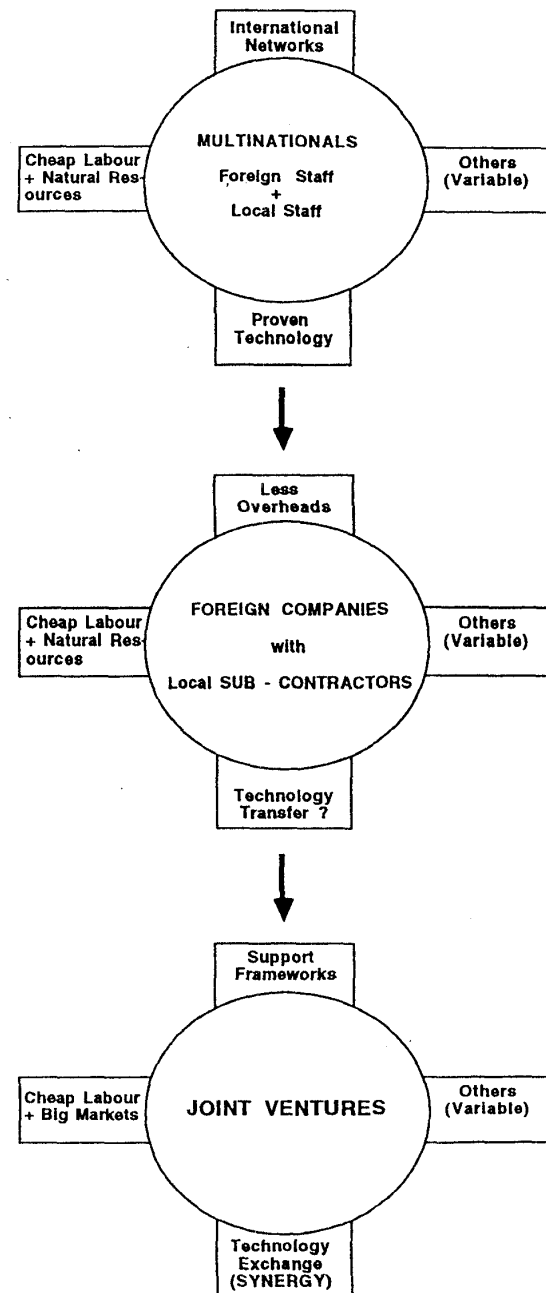 International
Networks
Cheap Labour
+ Natural Res-
ources
MULTINATIONALS
Foreign Staff
+
Local Staff
Others
(Variable)
Proven
Technology
Less
Overheads
Cheap Labour
+ Natural Res-
ources
FOREIGN COMPANIES
with
Local SUB - CONTRACTORS
Others
(Variable)
Technology
Transfer ?
Support
Frameworks
Cheap Labour
+ Big Markets
JOINT VENTURES
Others
(Variable)
Technology
Exchange
(SYNERGY)